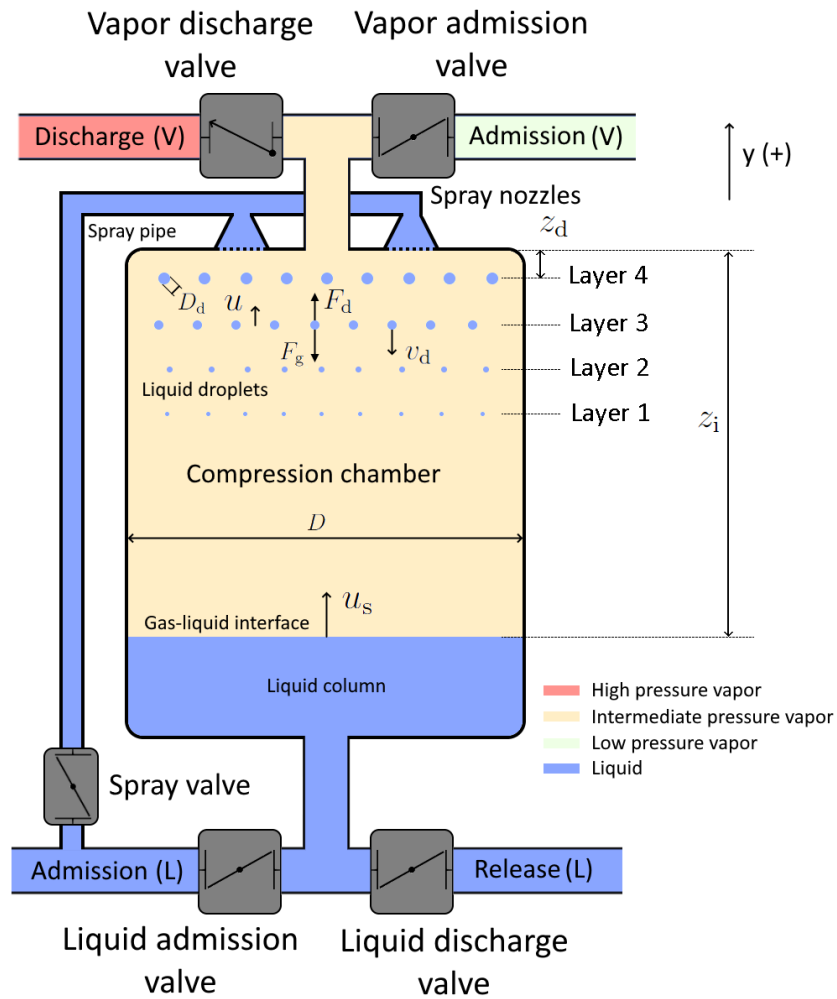 Vapor discharge
valve
Vapor admission
valve
Discharge (V)
Admission (V)
y (+)
Spray nozzles
Spray pipe
z_d
Layer 4
D_d
u
F_d
Layer 3
F_g
v_d
Layer 2
Liquid droplets
Layer 1
z_i
Compression chamber
D
u_s
Gas-liquid interface
Liquid column
High pressure vapor
Intermediate pressure vapor
Low pressure vapor
Liquid
Spray valve
Admission (L)
Release (L)
Liquid admission
valve
Liquid discharge
valve